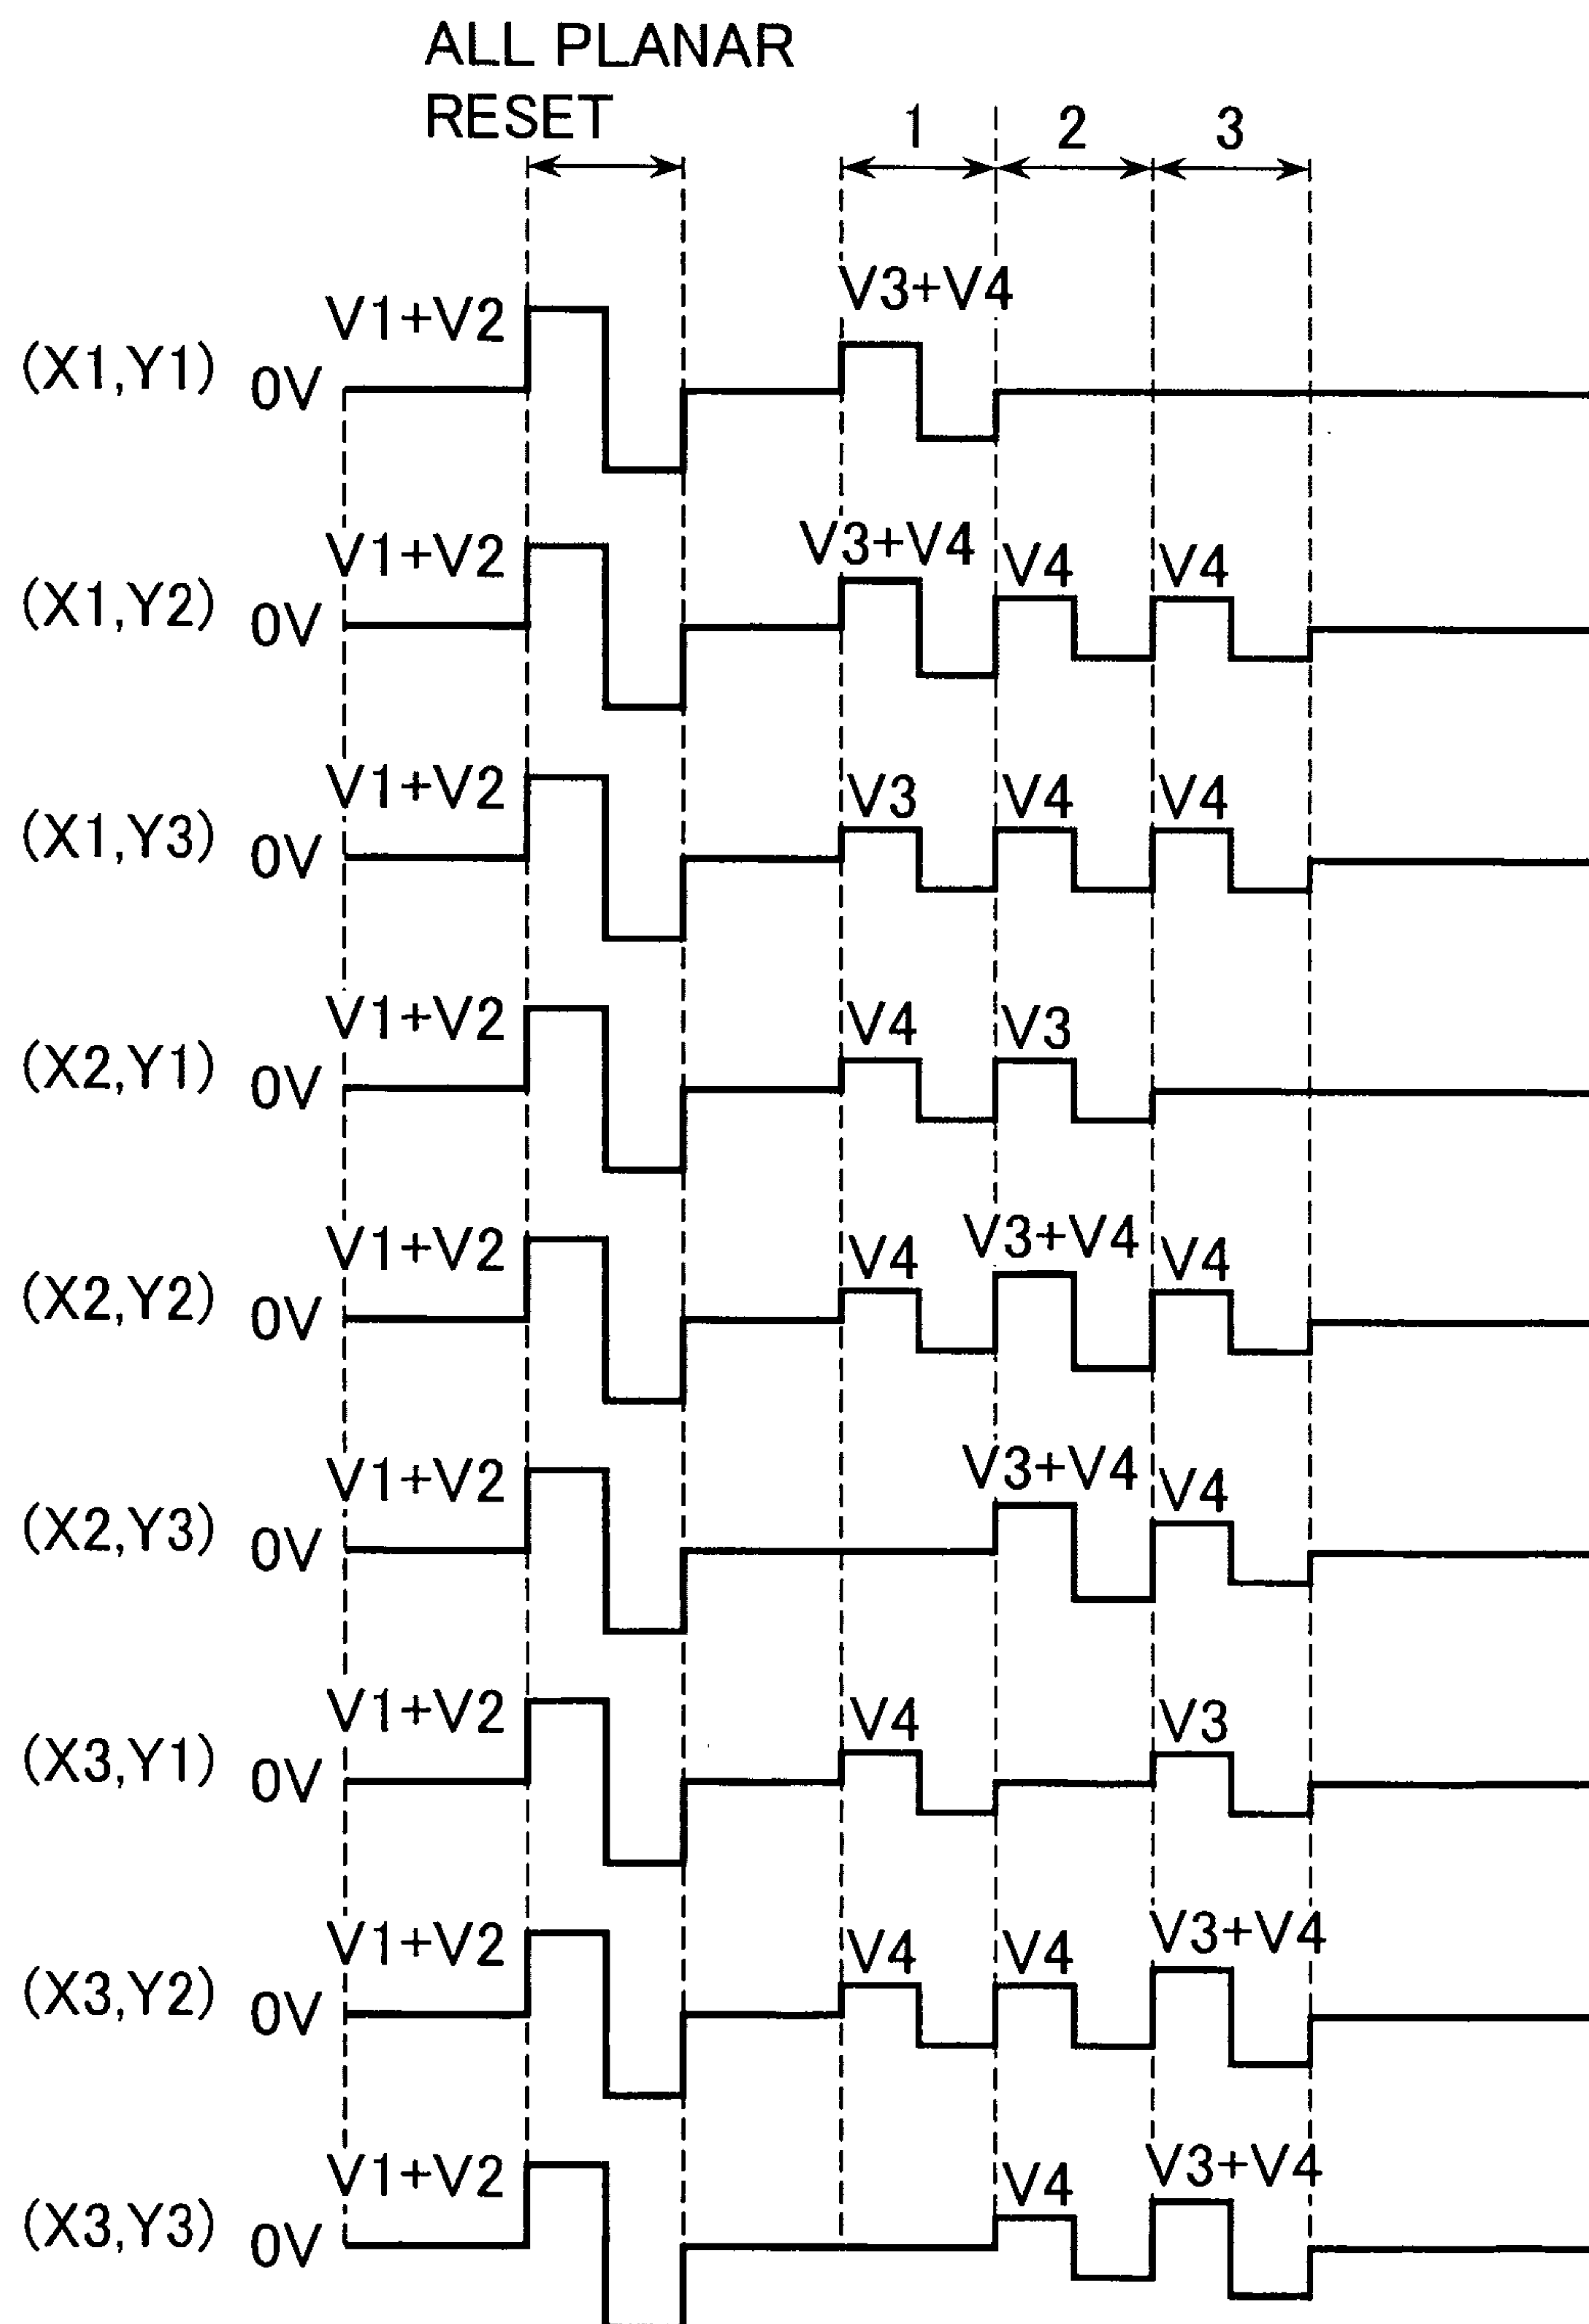 ALL PLANAR
RESET
1 2 3
V1+V2 V3+V4
(X1,Y1) 0V
V1+V2 V3+V4 V4 V4
(X1,Y2) 0V
V1+V2 V3 V4 V4
(X1,Y3) 0V
V1+V2 V4 V3
(X2,Y1) 0V
V1+V2 V4 V3+V4 V4
(X2,Y2) 0V
V1+V2 V3+V4 V4
(X2,Y3) 0V
V1+V2 V4 V3
(X3,Y1) 0V
V1+V2 V4 V4 V3+V4
(X3,Y2) 0V
V1+V2 V4 V3+V4
(X3,Y3) 0V